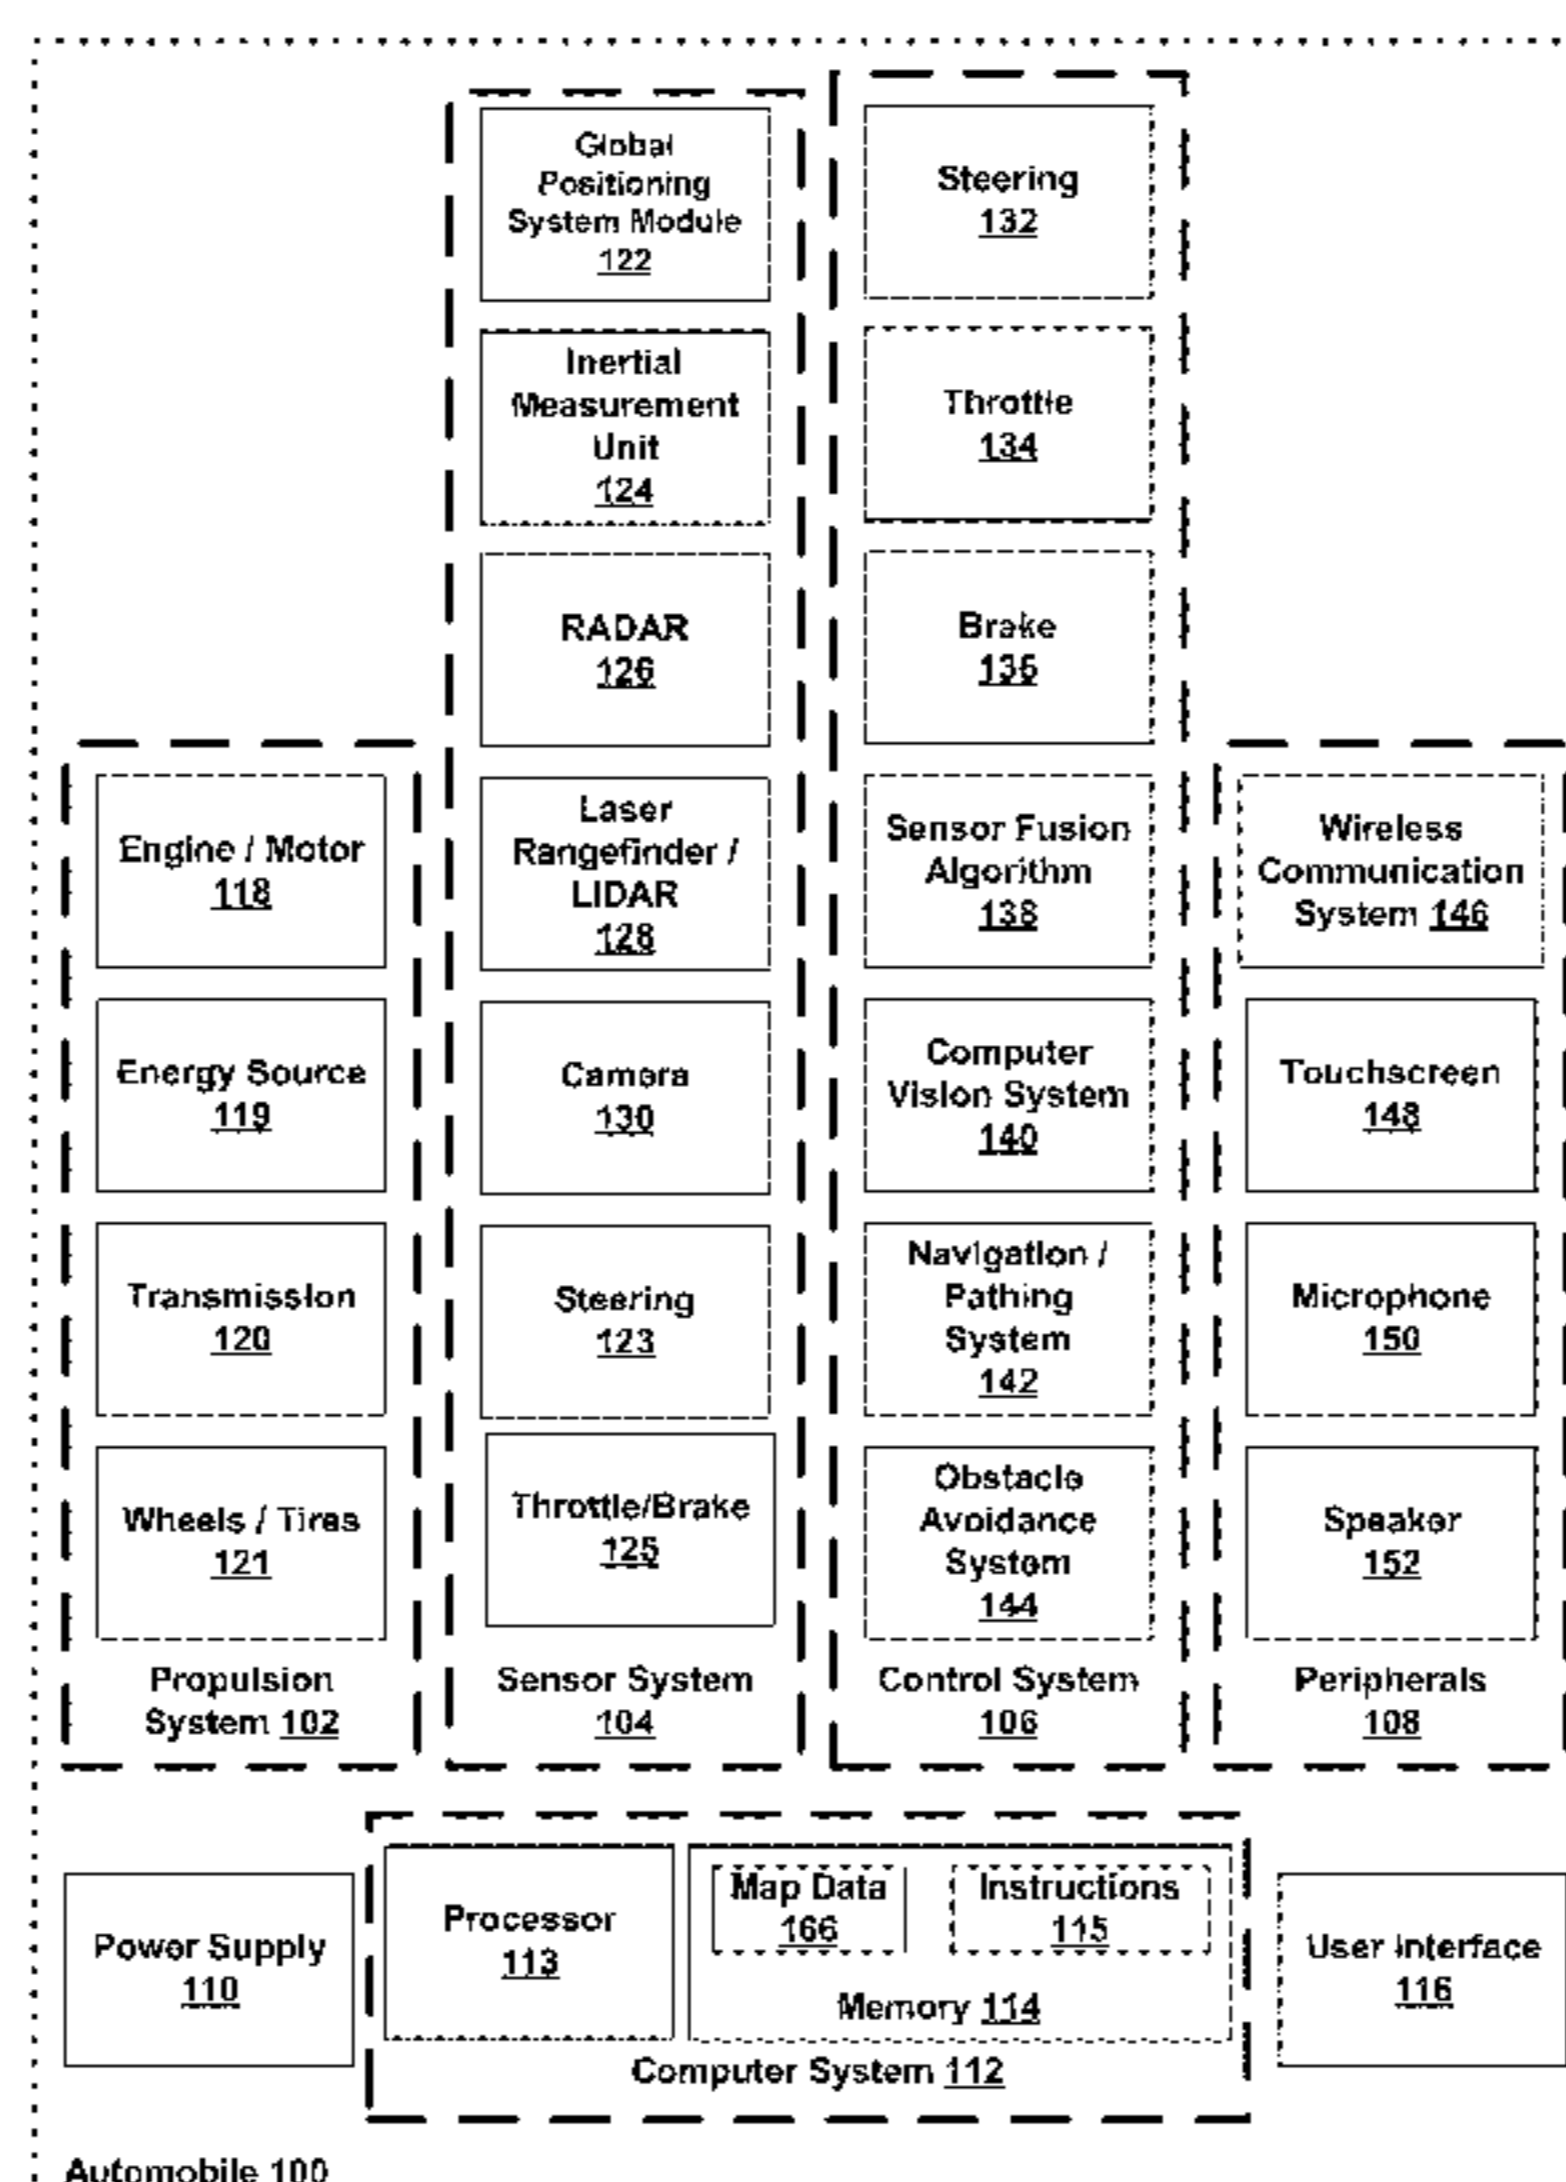 Global
Positioning
System Module
122
Inertial
Measurement
Unit
124
RADAR
126
Laser
Rangefinder /
LIDAR
128
Camera
130
Steering
123
Throttle/Brake
125
Sensor System
104
Steering
132
Throttle
134
Brake
136
Sensor Fusion
Algorithm
138
Computer
Vision System
140
Navigation /
Pathing
System
142
Obstacle
Avoidance
System
144
Control System
106
Engine / Motor
118
Energy Source
119
Transmission
120
Wheels / Tires
121
Propulsion
System 102
Wireless
Communication
System 146
Touchscreen
148
Microphone
150
Speaker
152
Peripherals
108
Power Supply
110
Processor
113
Map Data
166
Instructions
115
Memory 114
Computer System 112
User Interface
116
Automobile 100